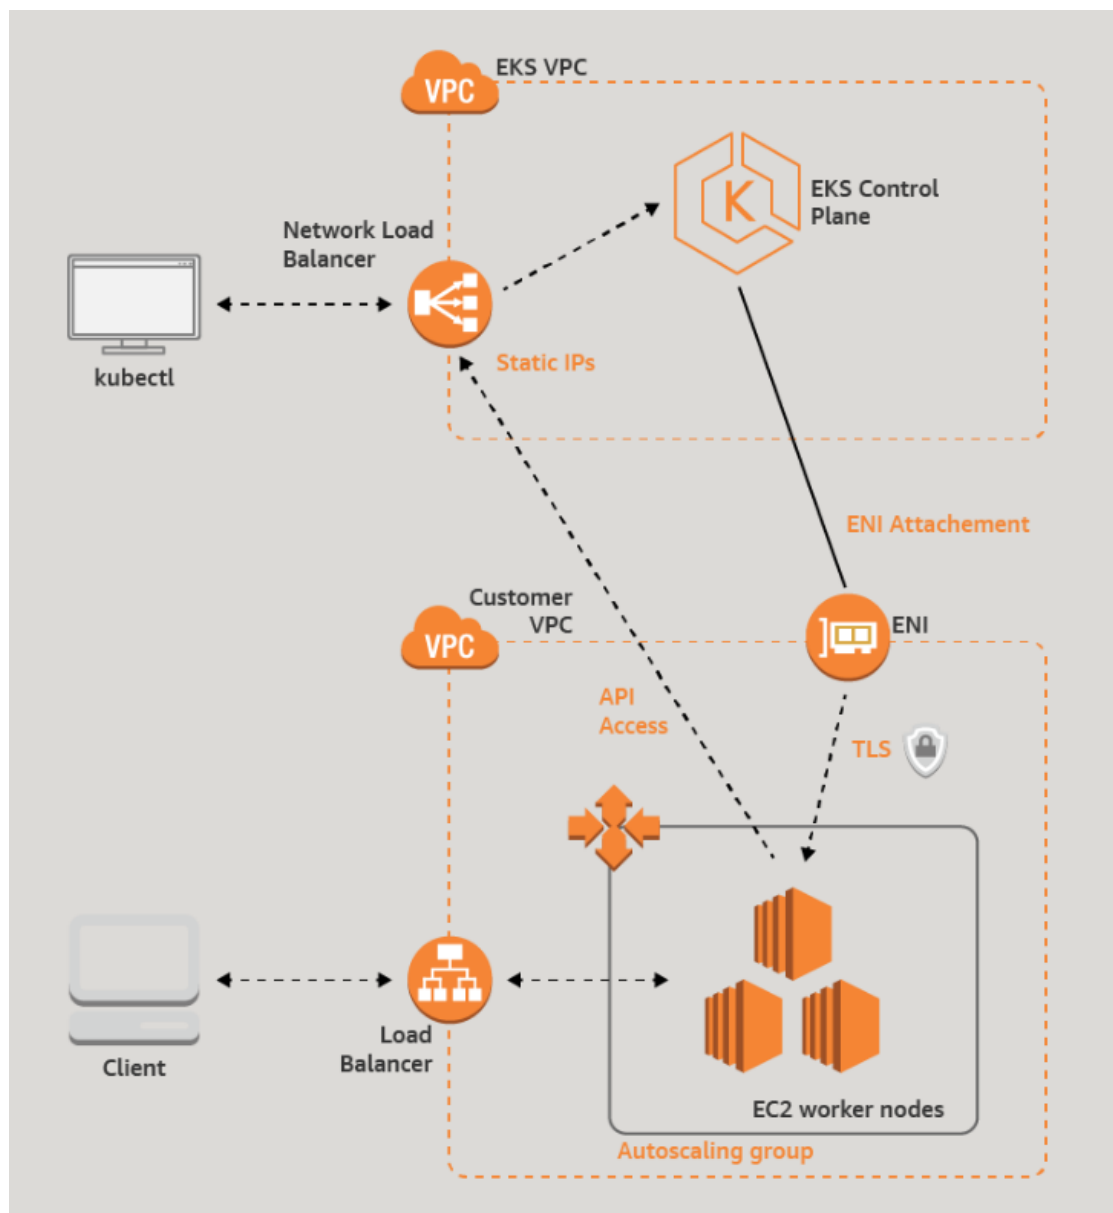 VPC
EKS VPC
K
EKS Control
Plane
Network Load
Balancer
kubectl
Static IPs
ENI Attachement
Customer
VPC
VPC
ENI
API
Access
TLS
Client
Load
Balancer
EC2 worker nodes
Autoscaling group